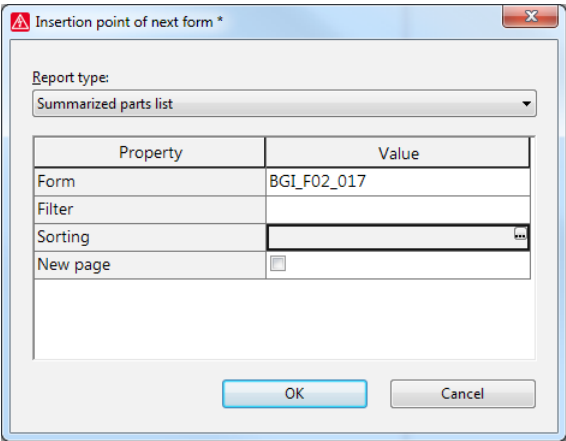 Insertion point of next form *
Report type:
Summarized parts list
Property Value
Form BGI_F02_017
Filter
Sorting ...
New page
OK Cancel